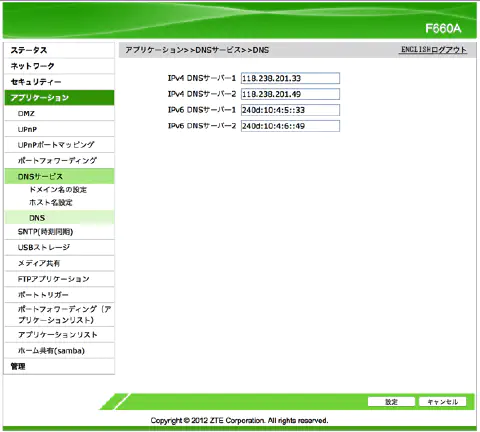 F660A
ステータス
ネットワーク
セキュリティー
アプリケーション
DMZ
UPnP
UPnPポートマッピング
ポートフォワーディング
DNSサービス
ドメイン名の設定
ホスト名設定
DNS
SNTP(時刻同期)
USBストレージ
メディア共有
FTPアプリケーション
ポートトリガー
ポートフォワーディング（ア
プリケーションリスト）
アプリケーションリスト
ホーム共有(samba)
管理
アプリケーション>>DNSサービス>>DNS
ENGLISHログアウト
IPv4 DNSサーバー1 118.238.201.33
IPv4 DNSサーバー2 118.238.201.49
IPv6 DNSサーバー1 240d:10:4:5::33
IPv6 DNSサーバー2 240d:10:4:6::49
設定 キャンセル
Copyright © 2012 ZTE Corporation. All rights reserved.